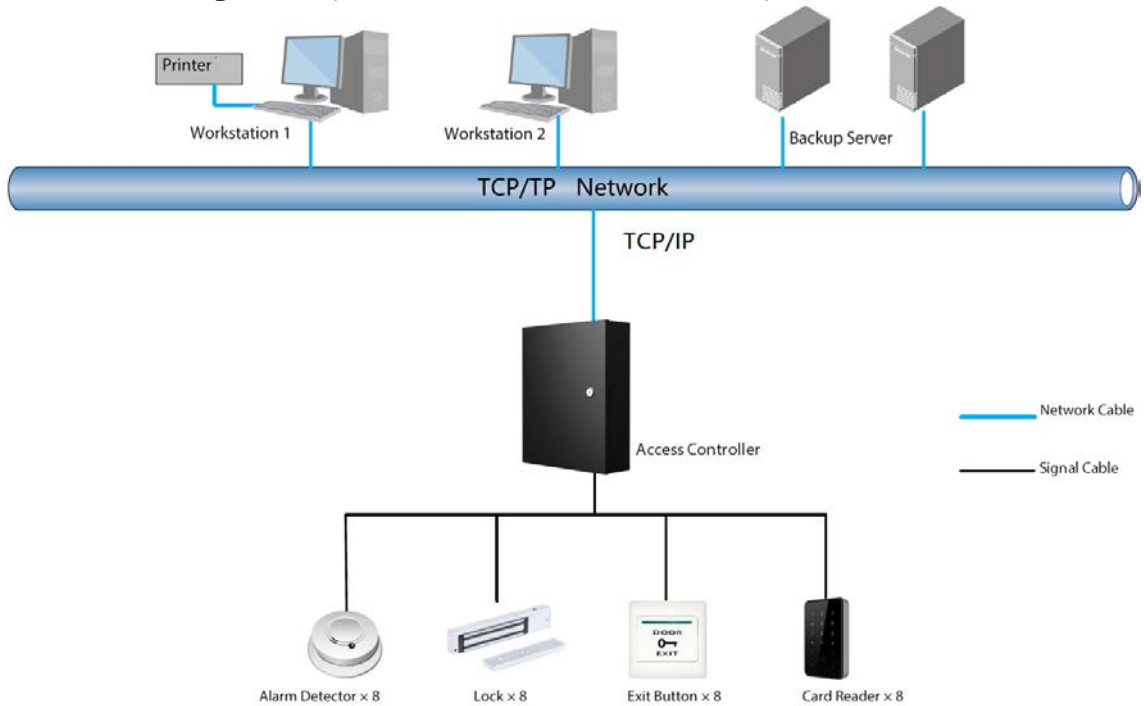 Printer
Workstation 1
Workstation 2
Backup Server
TCP/TP Network
TCP/IP
Access Controller
Network Cable
Signal Cable
DOOR
EXIT
Alarm Detector × 8
Lock × 8
Exit Button × 8
Card Reader × 8